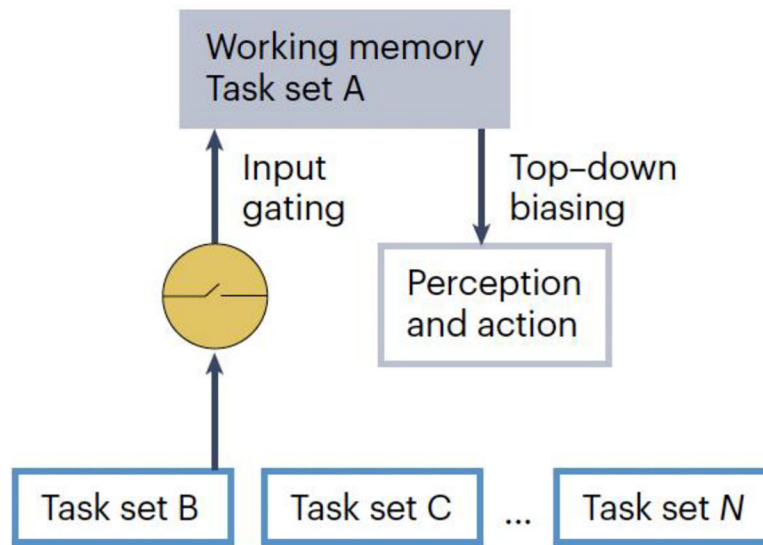 Working memory
Task set A
Input
gating
Top–down
biasing
Perception
and action
Task set B
Task set C
...
Task set N